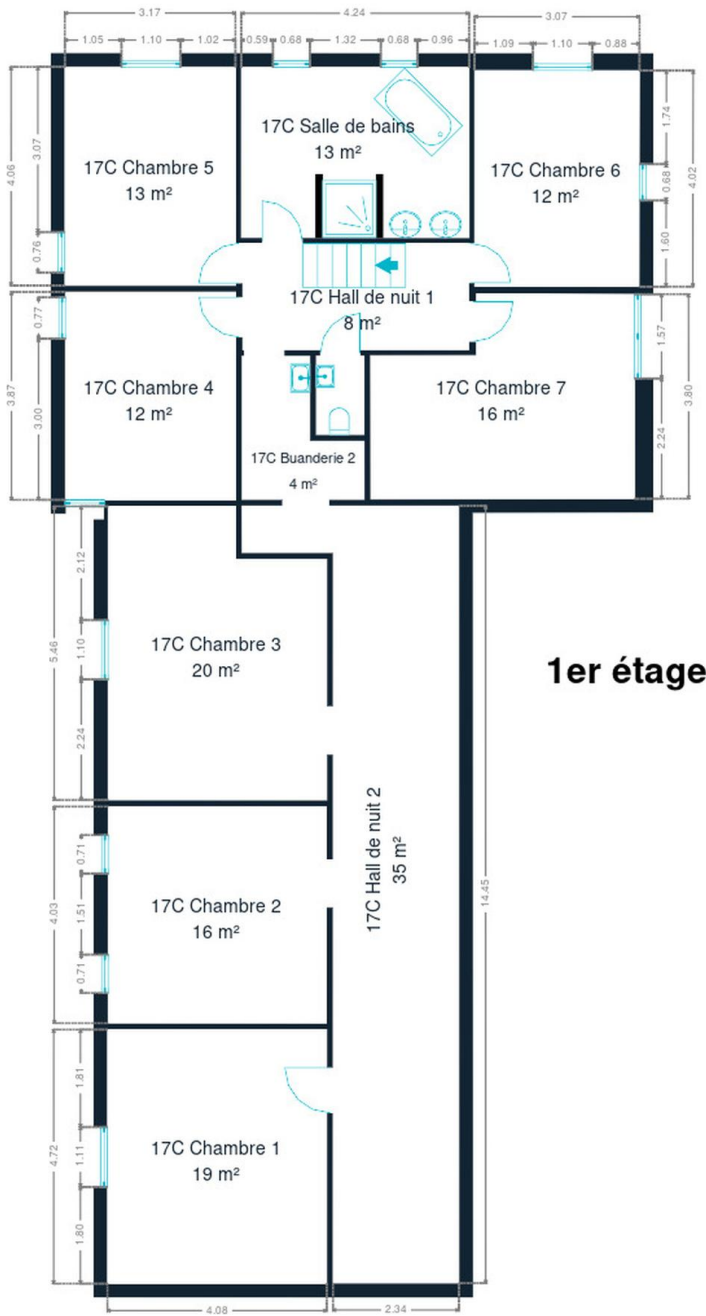 3.17
4.24
3.07
1.05
1.10
1.02
0.59
0.68
1.32
0.68
0.96
1.09
1.10
0.88
4.06
3.07
0.76
17C Chambre 5
13 m²
17C Salle de bains
13 m²
17C Chambre 6
12 m²
1.74
0.68
1.60
4.02
17C Hall de nuit 1
8 m²
3.87
0.77
3.00
17C Chambre 4
12 m²
17C Chambre 7
16 m²
1.57
2.24
3.80
17C Buanderie 2
4 m²
5.46
2.12
1.10
2.24
17C Chambre 3
20 m²
1er étage
17C Hall de nuit 2
35 m²
14.45
4.03
0.71
1.51
0.71
17C Chambre 2
16 m²
4.72
1.81
1.11
1.80
17C Chambre 1
19 m²
4.08
2.34